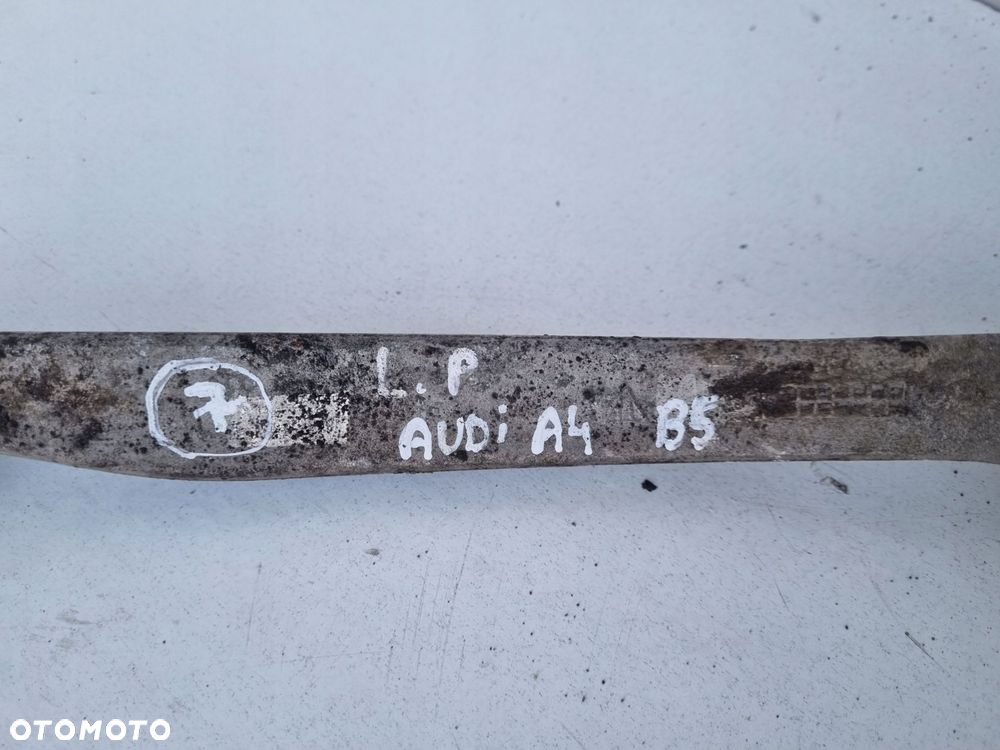 L.P
7
AUDi A4 B5
OTOMOTO